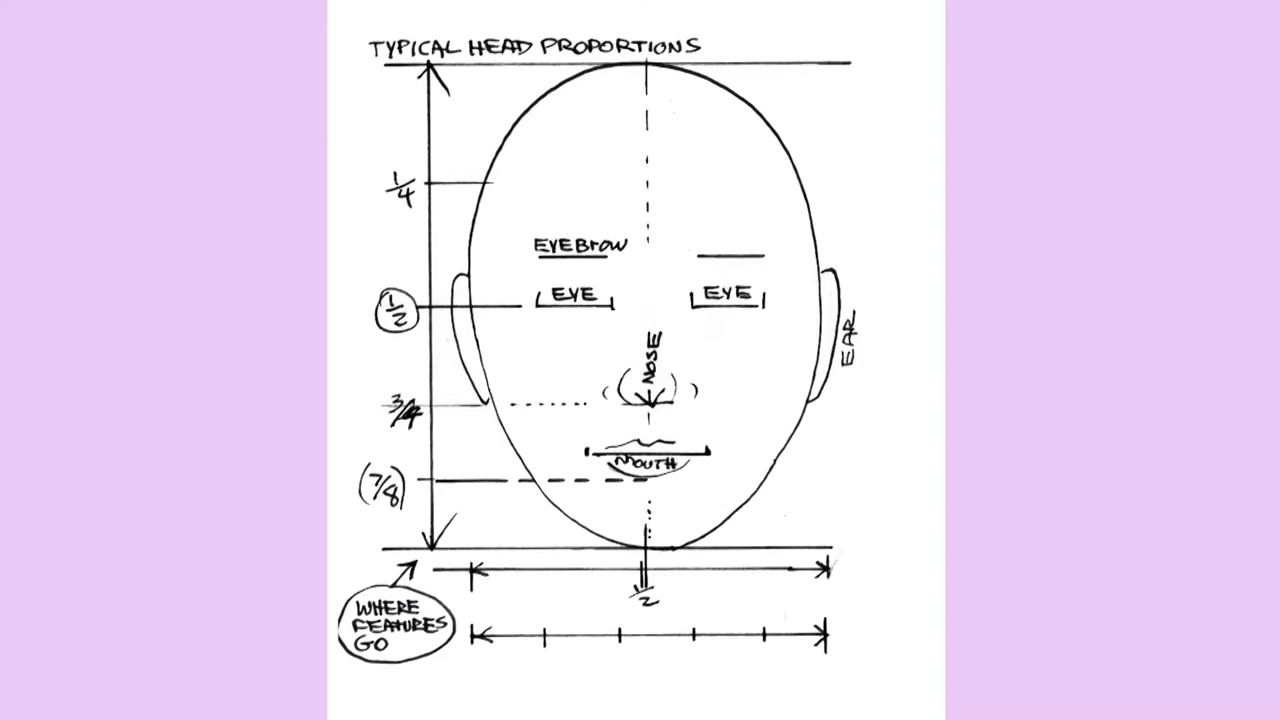 TYPICAL HEAD PROPORTIONS
1/4
EYEBROW
1/2
EYE
EYE
NOSE
EAR
3/4
MOUTH
(7/8)
1/2
WHERE
FEATURES
GO